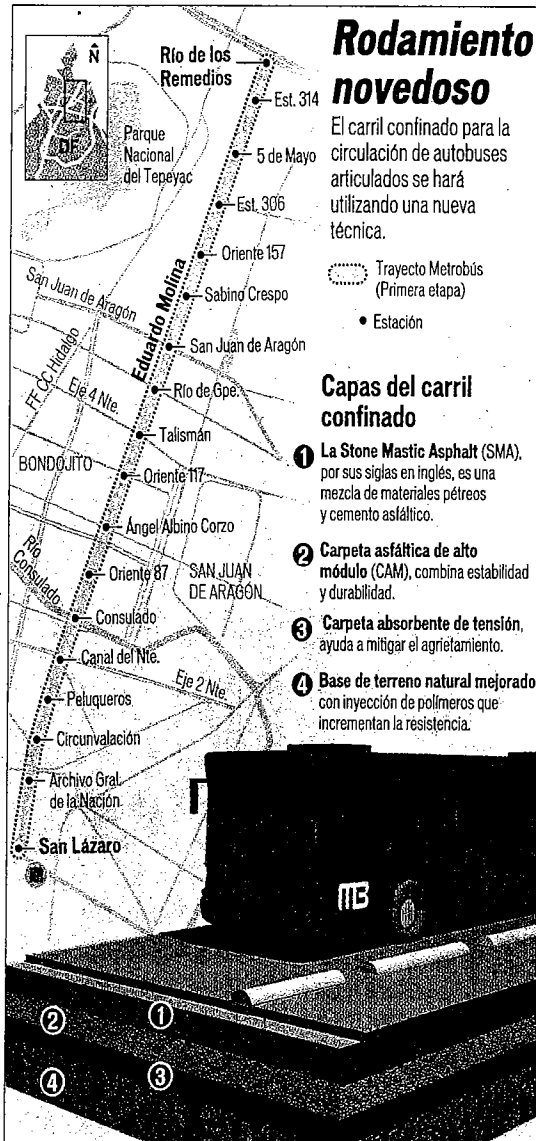 Rodamiento
novedoso
El carril confinado para la
circulación de autobuses
articulados se hará
utilizando una nueva
técnica.
Trayecto Metrobús
(Primera etapa)
• Estación
N
DF
Parque
Nacional
del Tepeyac
Río de los
Remedios
Est. 314
5 de Mayo
Est. 306
Oriente 157
Sabino Crespo
San Juan de Aragón
Río de Gpe.
Talismán
Oriente 117
Ángel Albino Corzo
Oriente 87
Consulado
Canal del Nte.
Peluqueros
Circunvalación
Archivo Gral.
de la Nación
San Lázaro
Eduardo Molina
San Juan de Aragón
FF CC Hidalgo
Eje 4 Nte.
BONDOJITO
Río
Consulado
SAN JUAN
DE ARAGÓN
Eje 2 Nte.
Capas del carril
confinado
1 La Stone Mastic Asphalt (SMA),
por sus siglas en inglés, es una
mezcla de materiales pétreos
y cemento asfáltico.
2 Carpeta asfáltica de alto
módulo (CAM), combina estabilidad
y durabilidad.
3 Carpeta absorbente de tensión,
ayuda a mitigar el agrietamiento.
4 Base de terreno natural mejorado
con inyección de polímeros que
incrementan la resistencia.
MB
2 1
4 3